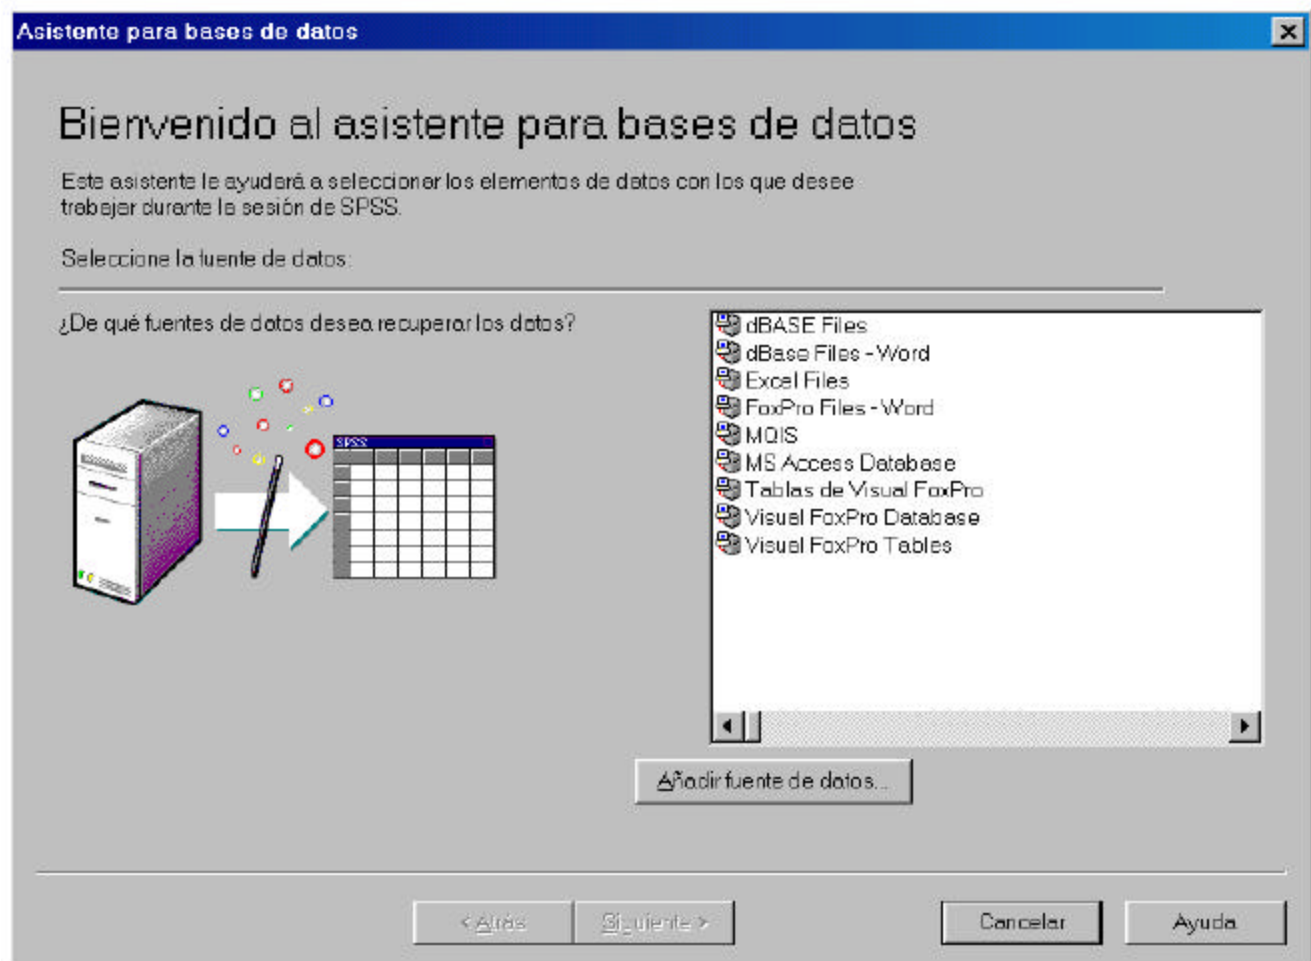 Asistente para bases de datos
Bienvenido al asistente para bases de datos
Este asistente le ayudará a seleccionar los elementos de datos con los que desee
trabajar durante la sesión de SPSS.
Seleccione la fuente de datos:
¿De qué fuentes de datos desea recuperar los datos?
SPSS
dBASE Files
dBase Files - Word
Excel Files
FoxPro Files - Word
MQIS
MS Access Database
Tablas de Visual FoxPro
Visual FoxPro Database
Visual FoxPro Tables
Añadir fuente de datos...
< Atrás
Siguiente >
Cancelar
Ayuda